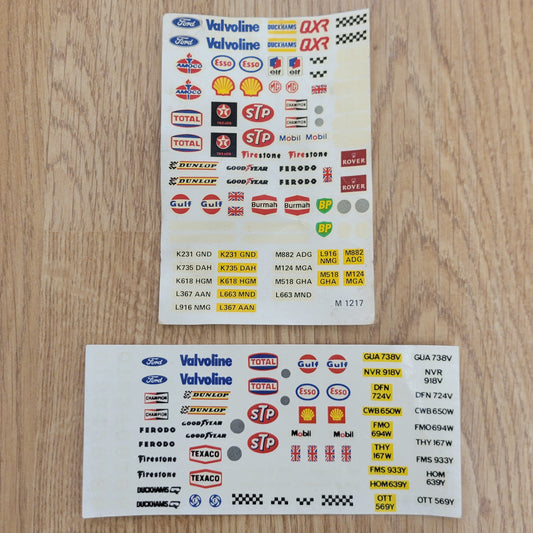 Ford Valvoline DUCKHAMS QXR
Ford Valvoline DUCKHAMS QXR
AMOCO Esso Esso elf elf
AMOCO MG MG
TOTAL TEXACO STP CHAMPION
CHAMPION
TOTAL TEXACO STP Mobil Mobil
Firestone Firestone ROVER
DUNLOP GOODYEAR FERODO
DUNLOP GOODYEAR FERODO ROVER
Gulf Gulf Burmah Burmah BP
BP
K231 GND K231 GND M882 ADG L916 NMG M882 ADG
K735 DAH K735 DAH M124 MGA
K618 HGM K618 HGM M518 GHA M518 GHA M124 MGA
L367 AAN L663 MND L663 MND
L916 NMG L367 AAN M 1217
Ford Valvoline TOTAL Gulf Gulf GUA 738V GUA 738V
Ford Valvoline TOTAL NVR 918V NVR 918V
CHAMPION DUNLOP Esso Esso DFN 724V DFN 724V
CHAMPION DUNLOP STP CWB 650W CWB 650W
FERODO GOODYEAR Mobil Mobil FMO 694W FMO 694W
FERODO GOODYEAR STP THY 167W THY 167W
Firestone TEXACO FMS 933Y FMS 933Y
Firestone TEXACO HOM 639Y HOM 639Y
DUCKHAMS OTT 569Y OTT 569Y
DUCKHAMS